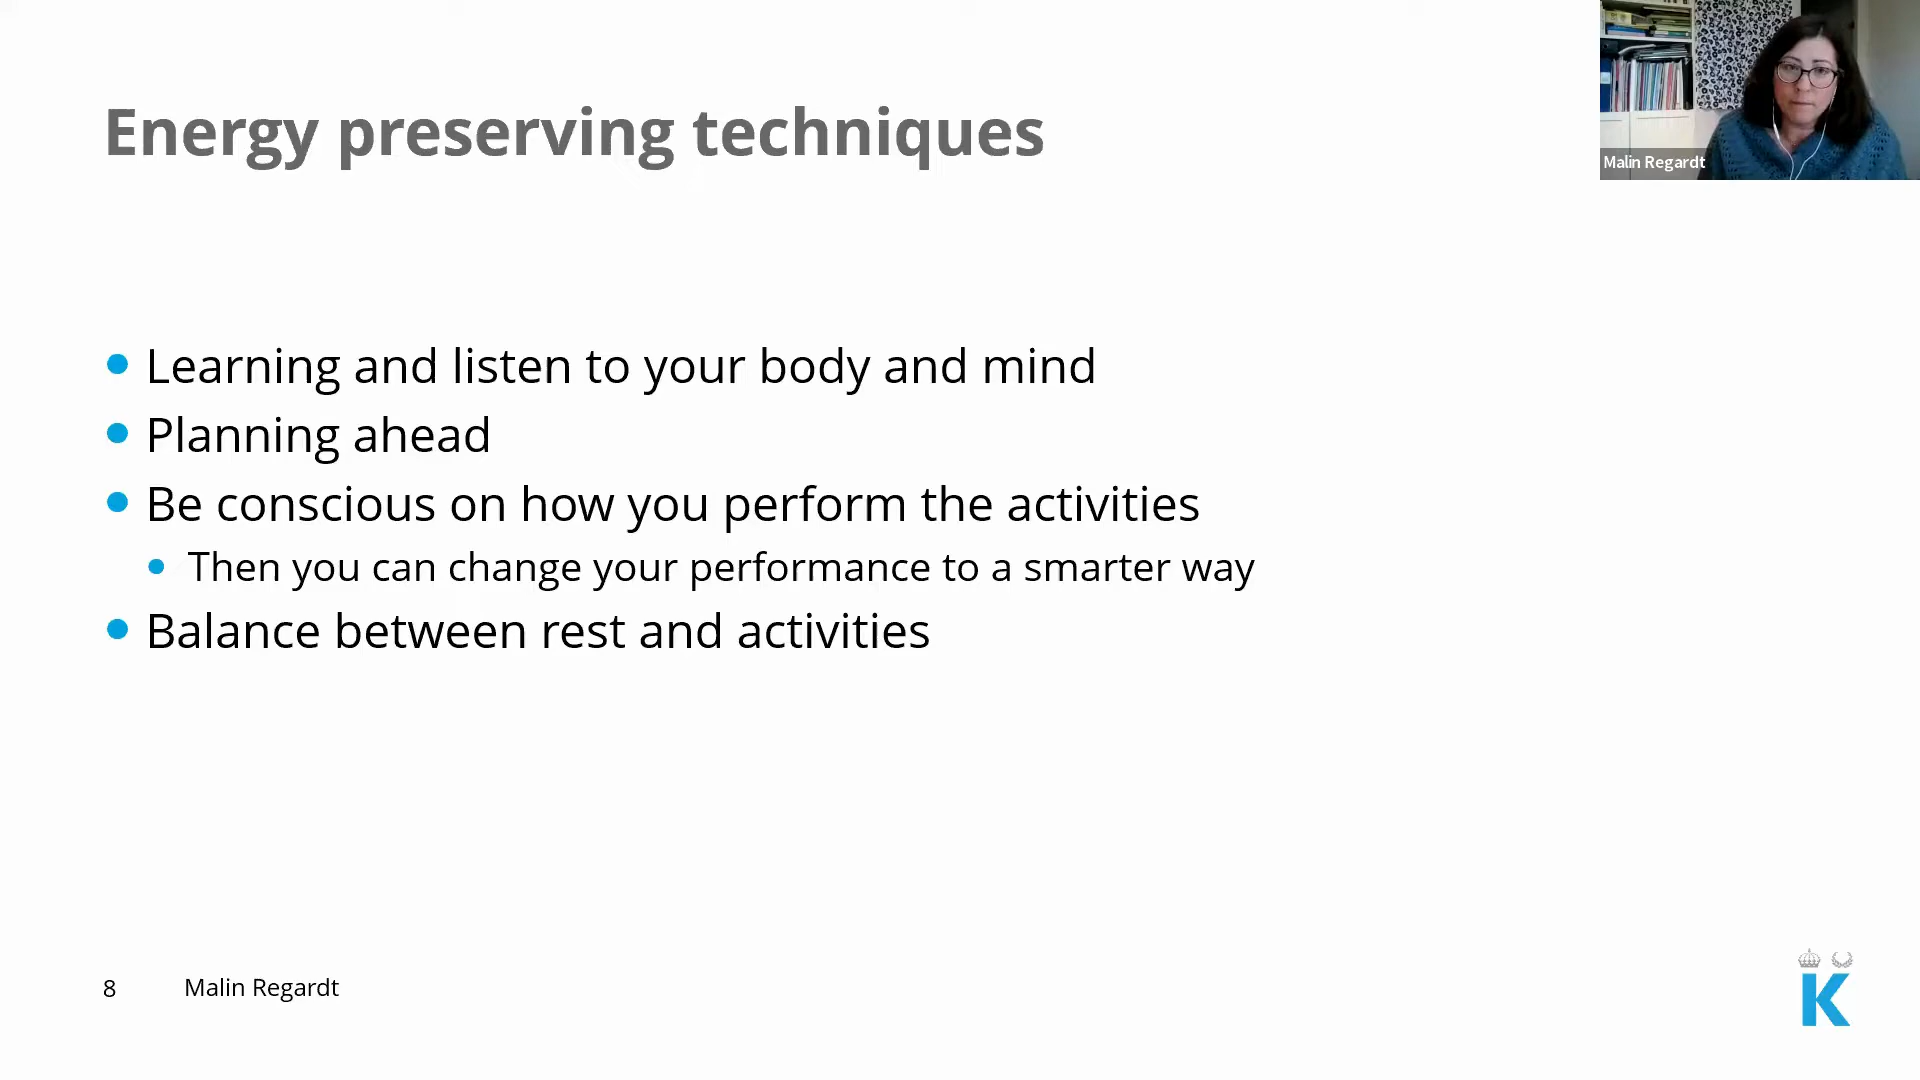 Energy preserving techniques
Malin Regardt
Learning and listen to your body and mind
Planning ahead
Be conscious on how you perform the activities
Then you can change your performance to a smarter way
Balance between rest and activities
8 Malin Regardt
K